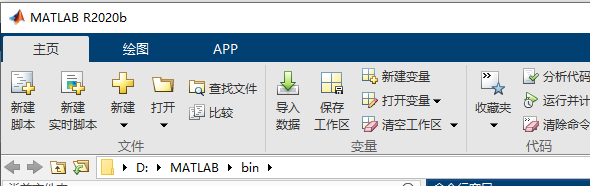 MATLAB R2020b
主页 绘图 APP
新建脚本 新建实时脚本 新建 打开 查找文件 比较 导入数据 保存工作区 新建变量 打开变量 清空工作区 收藏夹 分析代码 运行并计 清除命令
文件 变量 代码
D: MATLAB bin